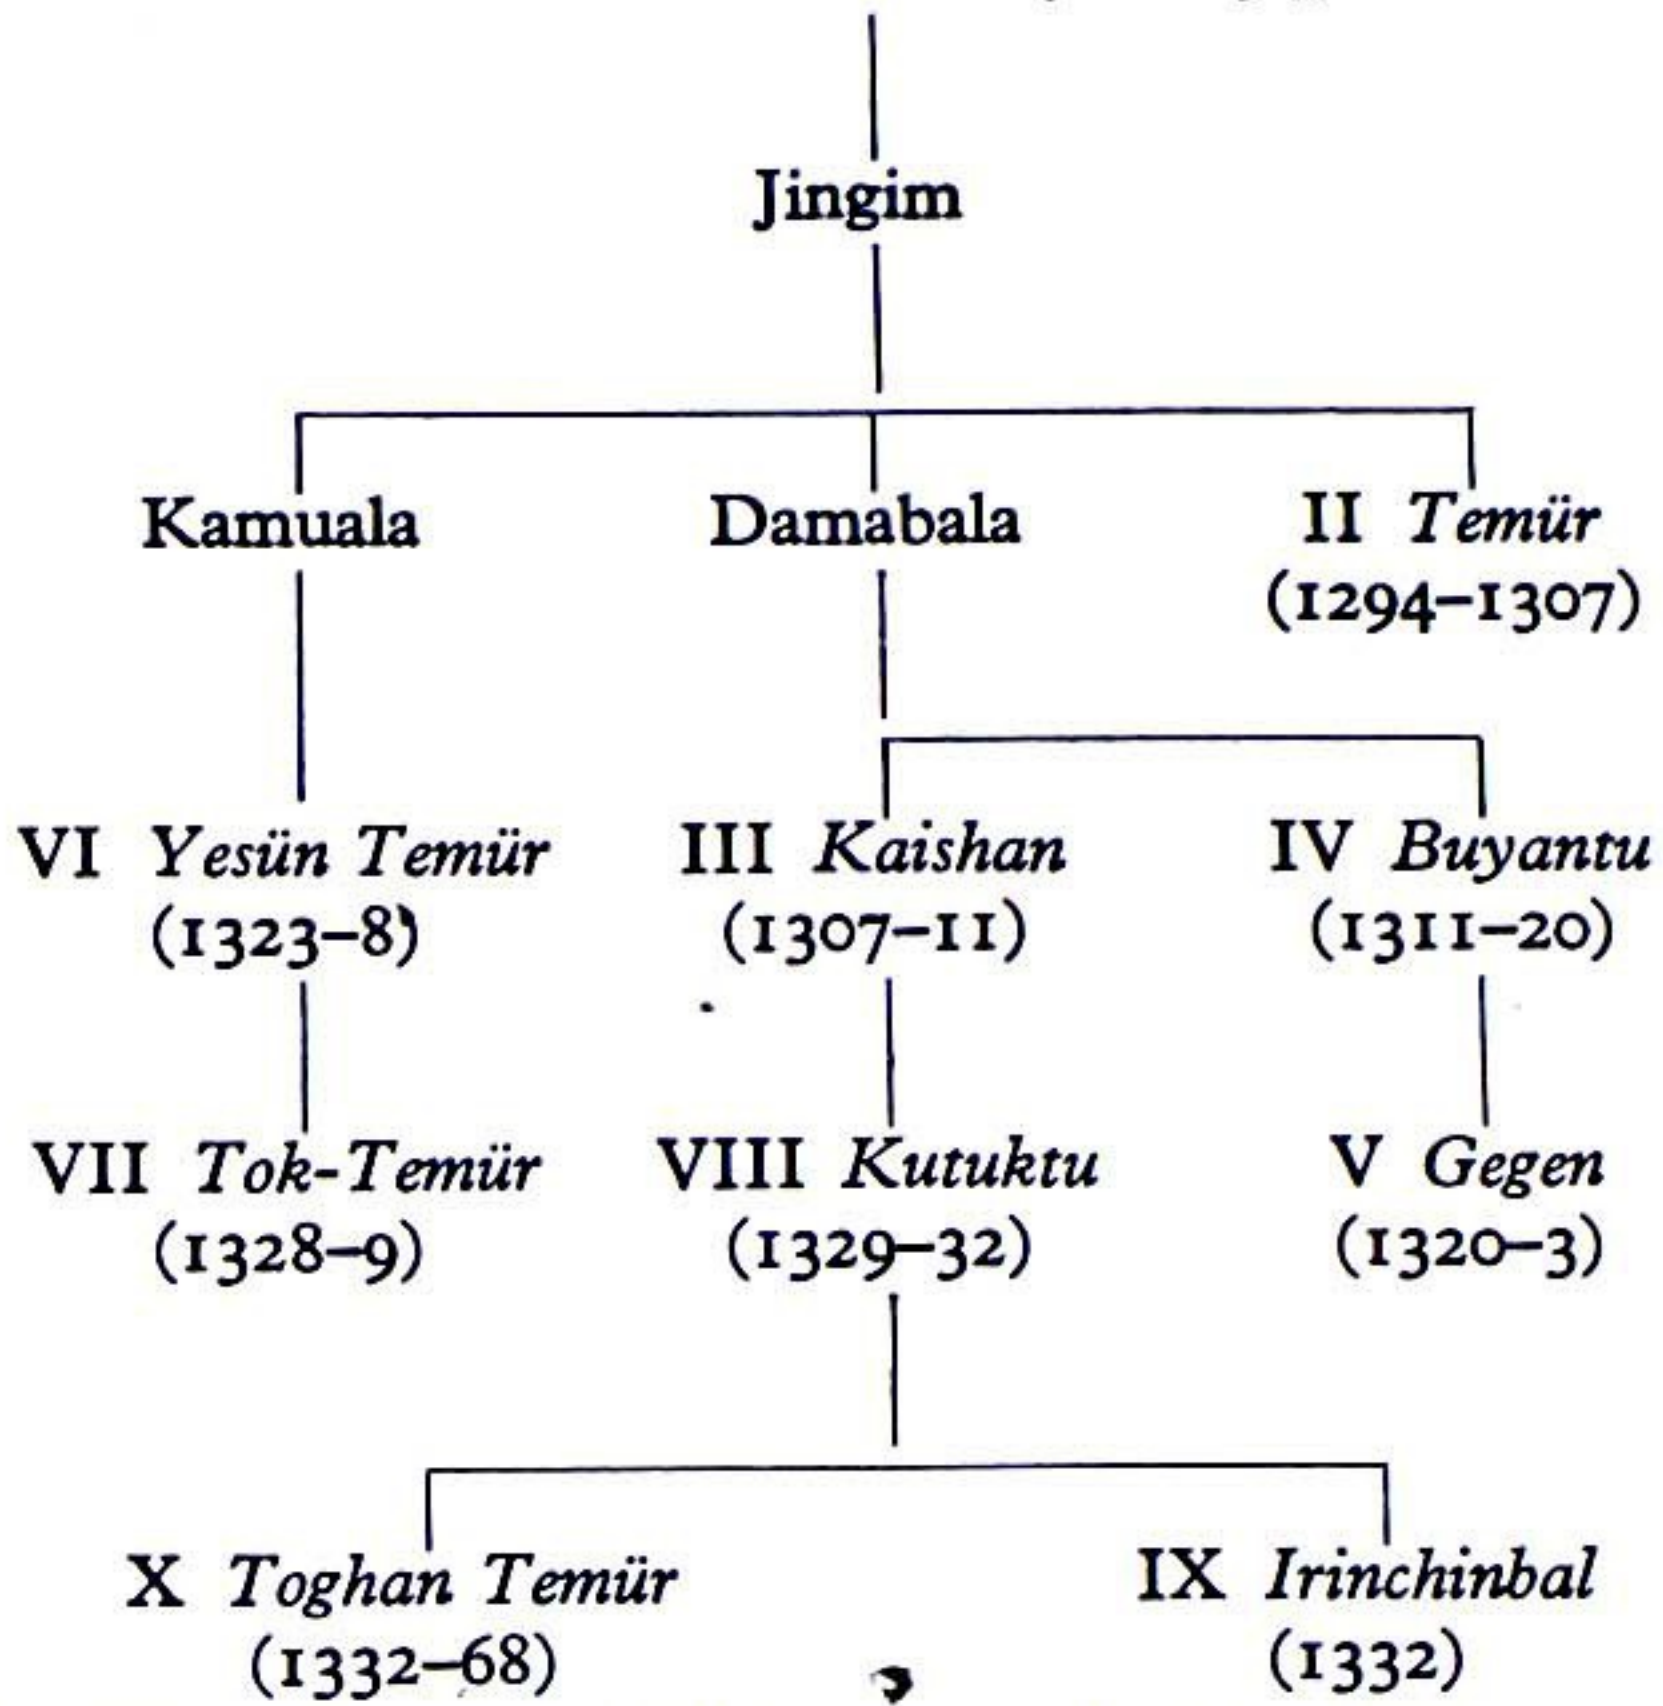 Jingim
Kamuala Damabala II Temür
(1294–1307)
VI Yesün Temür III Kaishan IV Buyantu
(1323–8) (1307–11) (1311–20)
VII Tok-Temür VIII Kutuktu V Gegen
(1328–9) (1329–32) (1320–3)
X Toghan Temür IX Irinchinbal
(1332–68) (1332)